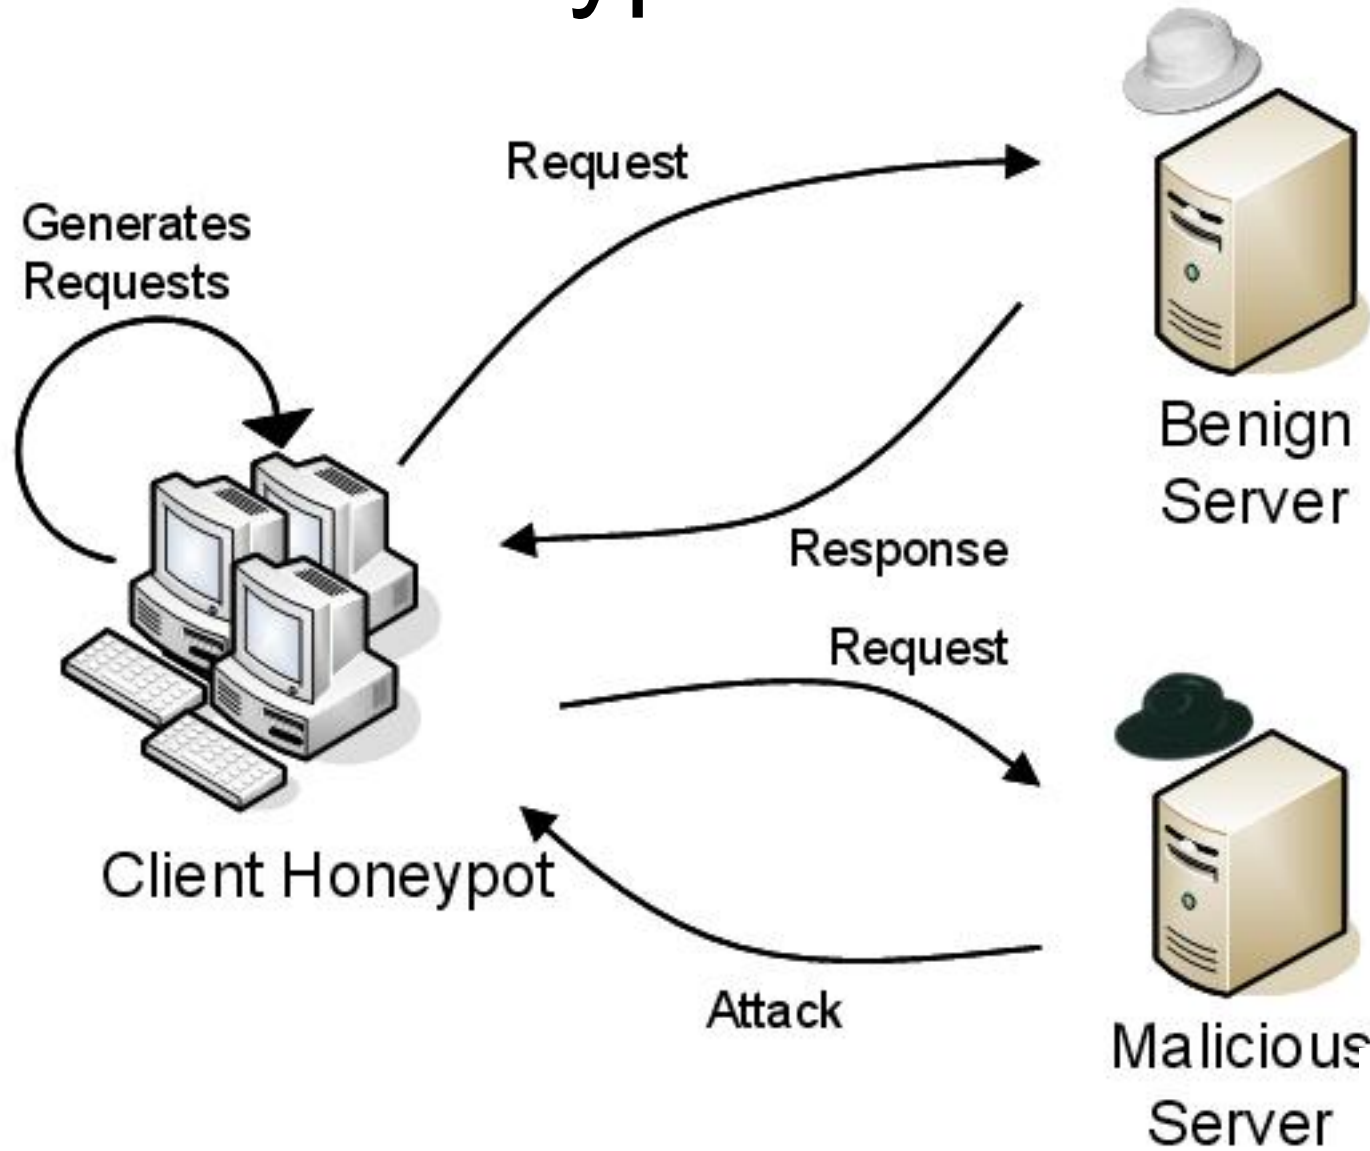 Request
Generates
Requests
Benign
Server
Response
Request
Client Honeypot
Attack
Malicious
Server